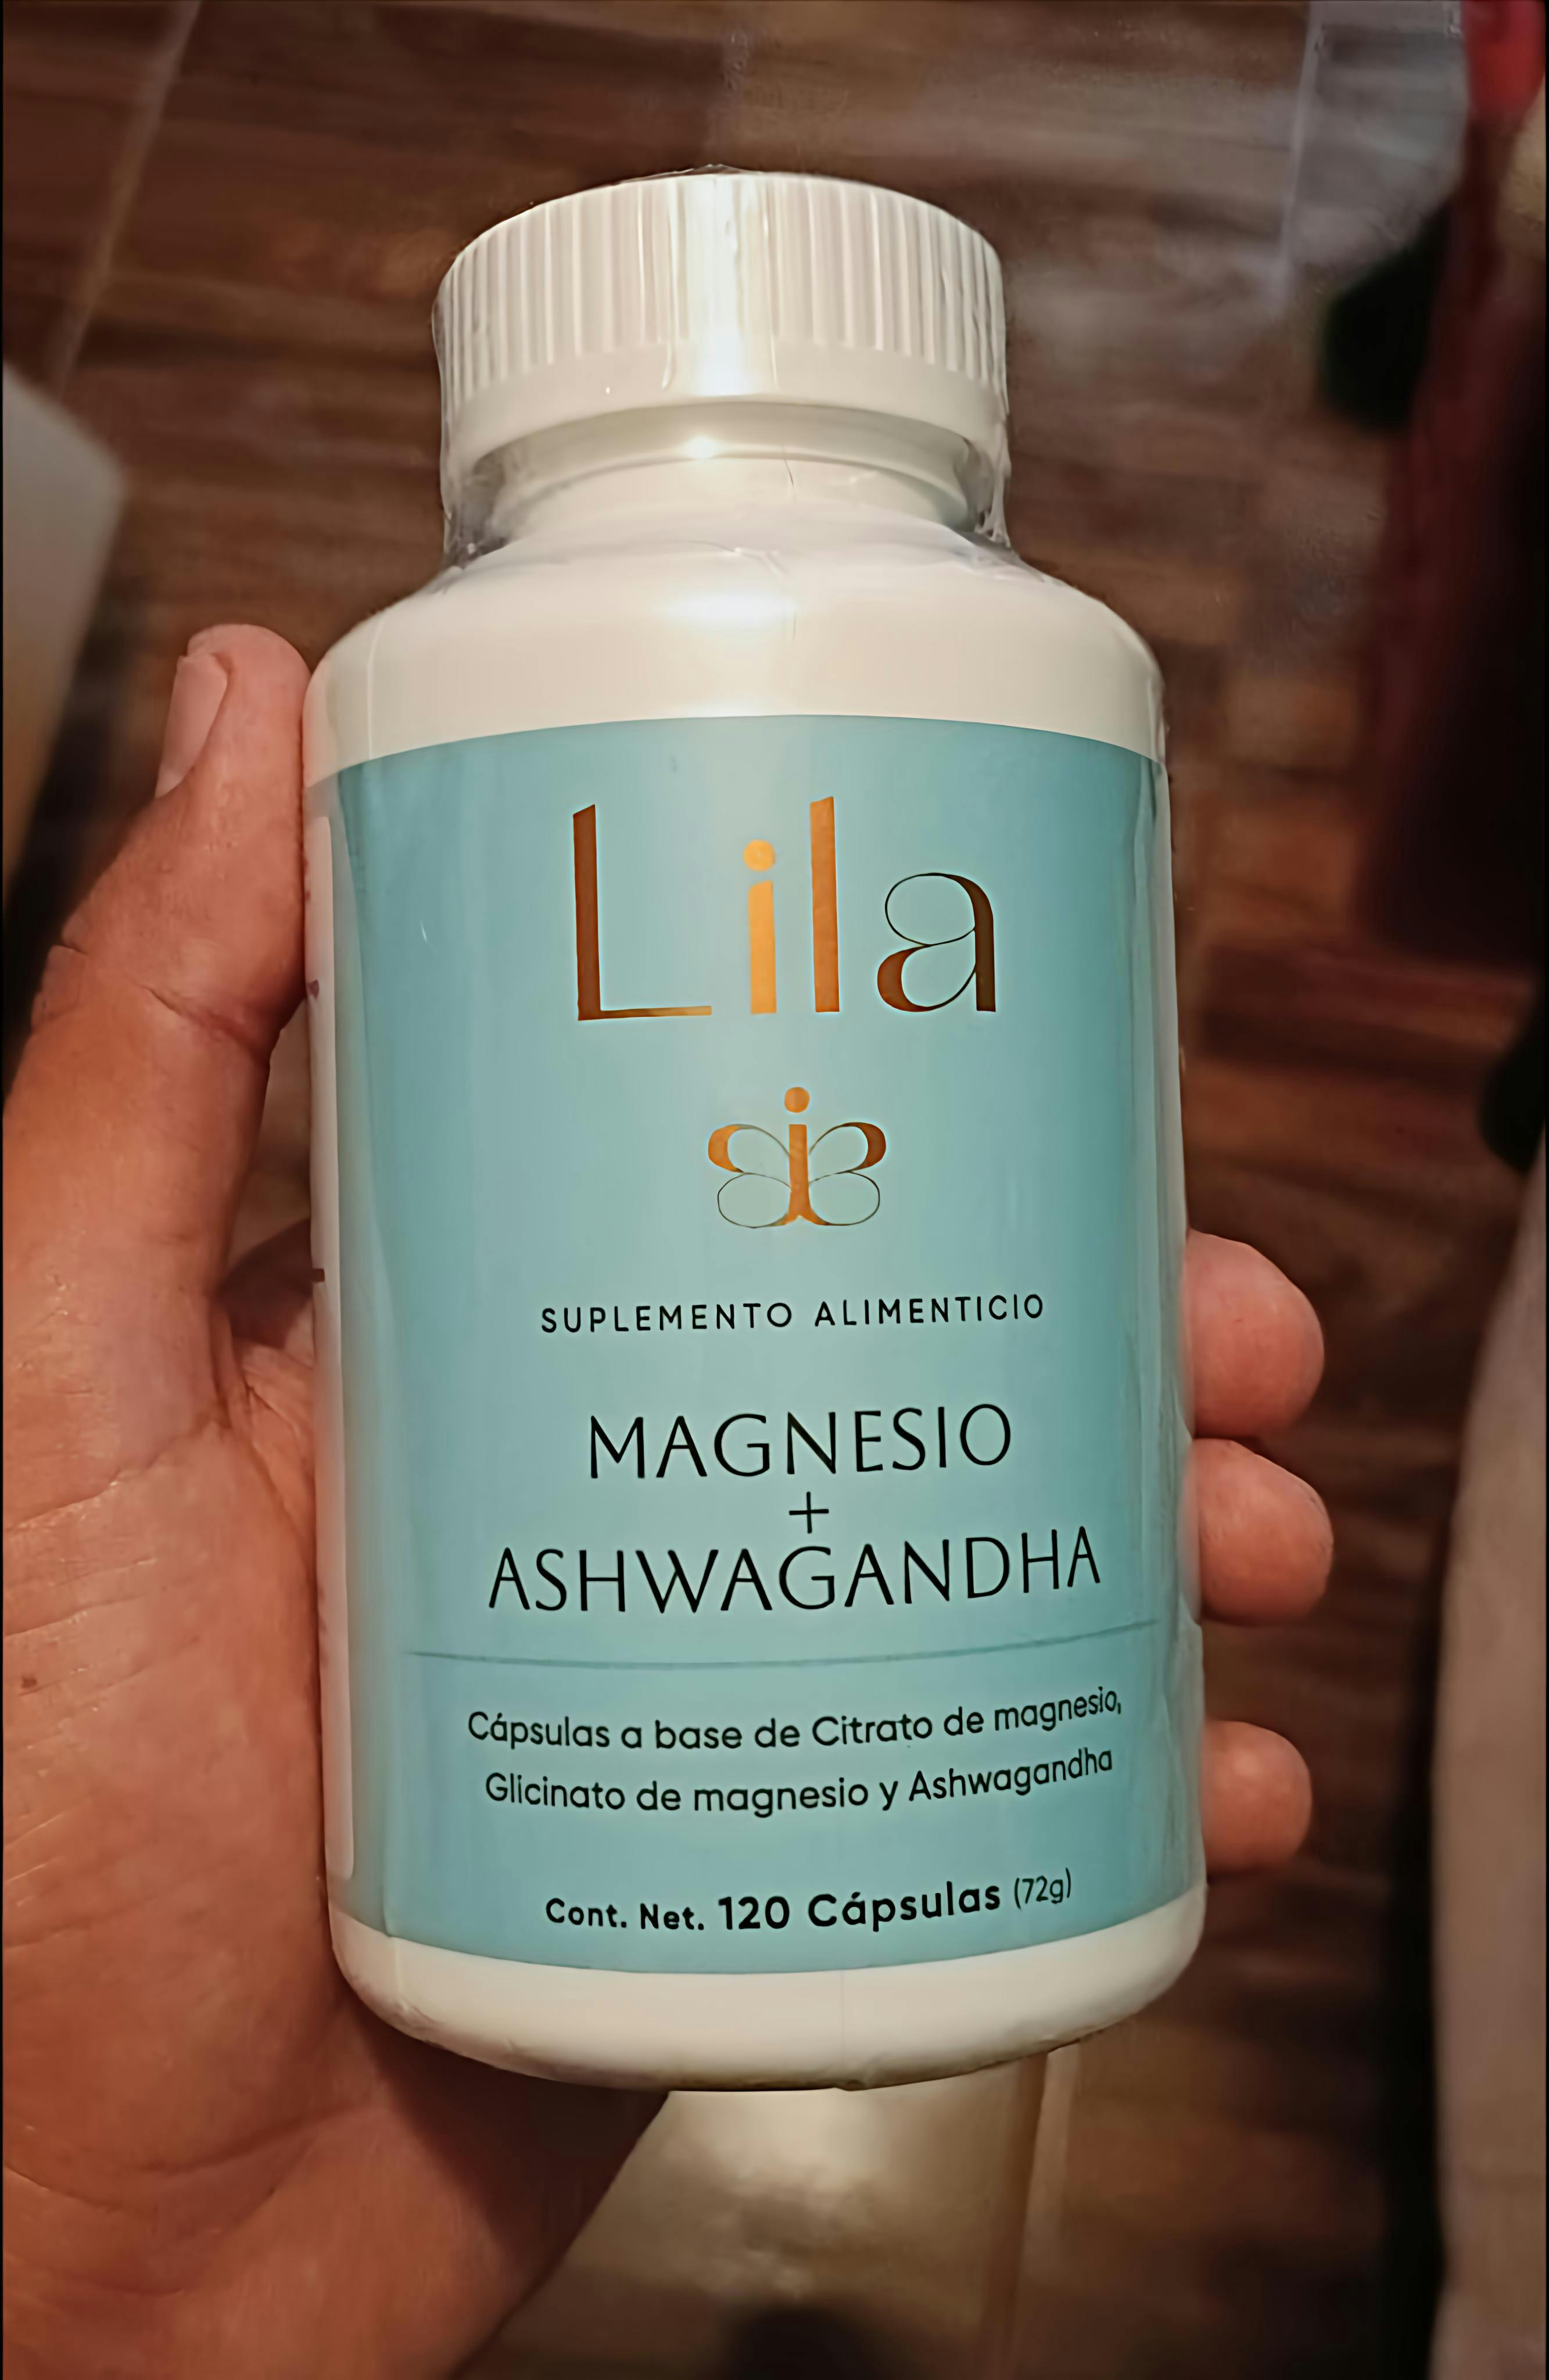 Lila
SUPLEMENTO ALIMENTICIO
MAGNESIO
+
ASHWAGANDHA
Cápsulas a base de Citrato de magnesio,
Glicinato de magnesio y Ashwagandha
Cont. Net. 120 Cápsulas (72g)